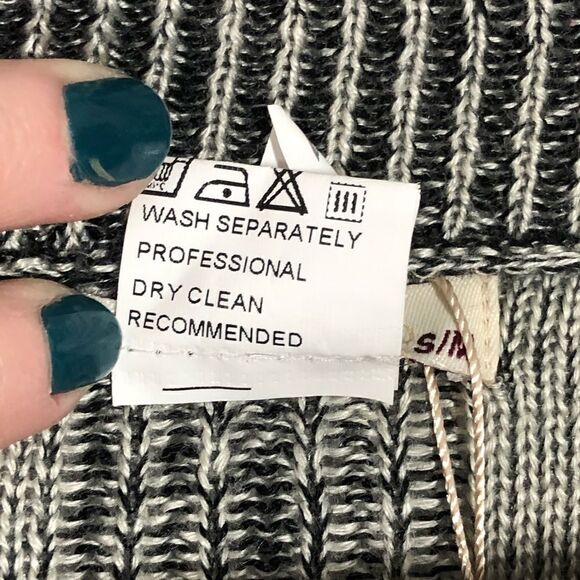 WASH SEPARATELY
PROFESSIONAL
DRY CLEAN
RECOMMENDED
S/M